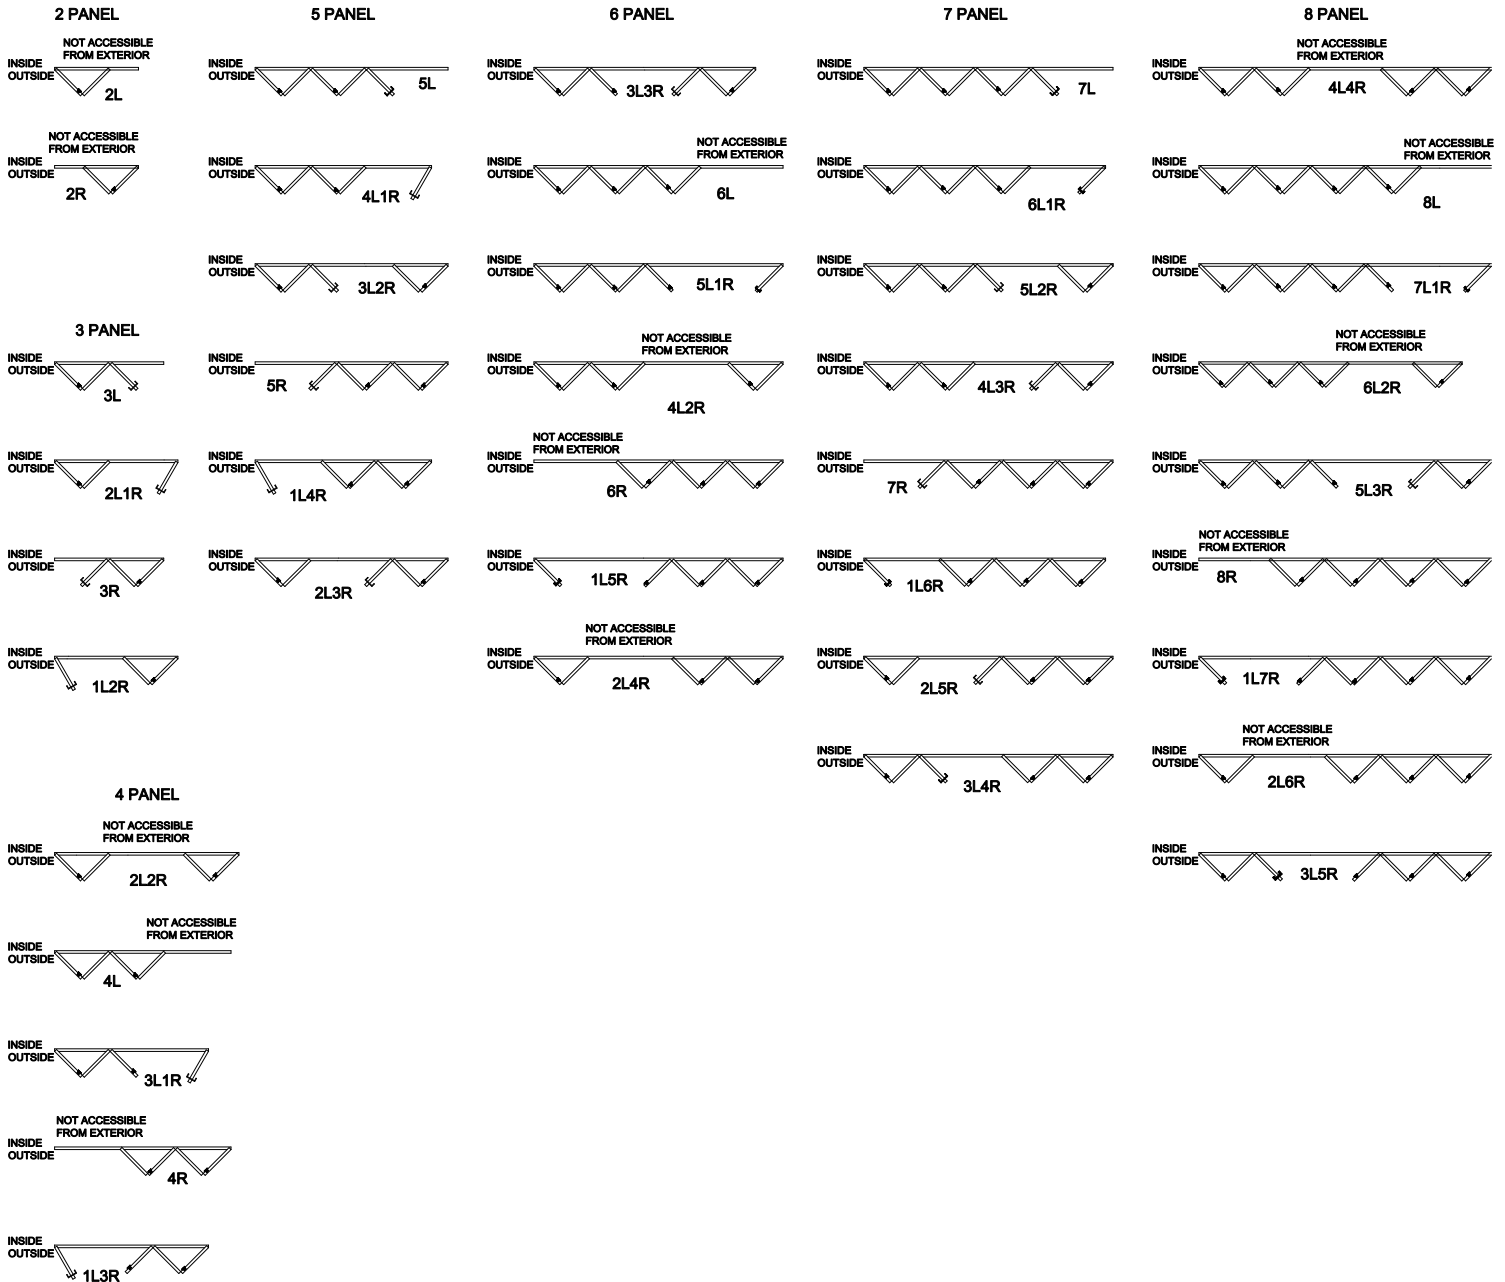 2 PANEL
NOT ACCESSIBLE
FROM EXTERIOR
INSIDE
OUTSIDE
2L
NOT ACCESSIBLE
FROM EXTERIOR
INSIDE
OUTSIDE
2R
3 PANEL
INSIDE
OUTSIDE
3L
INSIDE
OUTSIDE
2L1R
INSIDE
OUTSIDE
3R
INSIDE
OUTSIDE
1L2R
4 PANEL
NOT ACCESSIBLE
FROM EXTERIOR
INSIDE
OUTSIDE
2L2R
NOT ACCESSIBLE
FROM EXTERIOR
INSIDE
OUTSIDE
4L
INSIDE
OUTSIDE
3L1R
NOT ACCESSIBLE
FROM EXTERIOR
INSIDE
OUTSIDE
4R
INSIDE
OUTSIDE
1L3R
5 PANEL
INSIDE
OUTSIDE
5L
INSIDE
OUTSIDE
4L1R
INSIDE
OUTSIDE
3L2R
INSIDE
OUTSIDE
5R
INSIDE
OUTSIDE
1L4R
INSIDE
OUTSIDE
2L3R
6 PANEL
INSIDE
OUTSIDE
3L3R
NOT ACCESSIBLE
FROM EXTERIOR
INSIDE
OUTSIDE
6L
INSIDE
OUTSIDE
5L1R
NOT ACCESSIBLE
FROM EXTERIOR
INSIDE
OUTSIDE
4L2R
NOT ACCESSIBLE
FROM EXTERIOR
INSIDE
OUTSIDE
6R
INSIDE
OUTSIDE
1L5R
NOT ACCESSIBLE
FROM EXTERIOR
INSIDE
OUTSIDE
2L4R
7 PANEL
INSIDE
OUTSIDE
7L
INSIDE
OUTSIDE
6L1R
INSIDE
OUTSIDE
5L2R
INSIDE
OUTSIDE
4L3R
INSIDE
OUTSIDE
7R
INSIDE
OUTSIDE
1L6R
INSIDE
OUTSIDE
2L5R
INSIDE
OUTSIDE
3L4R
8 PANEL
NOT ACCESSIBLE
FROM EXTERIOR
INSIDE
OUTSIDE
4L4R
NOT ACCESSIBLE
FROM EXTERIOR
INSIDE
OUTSIDE
8L
INSIDE
OUTSIDE
7L1R
NOT ACCESSIBLE
FROM EXTERIOR
INSIDE
OUTSIDE
6L2R
INSIDE
OUTSIDE
5L3R
NOT ACCESSIBLE
FROM EXTERIOR
INSIDE
OUTSIDE
8R
INSIDE
OUTSIDE
1L7R
NOT ACCESSIBLE
FROM EXTERIOR
INSIDE
OUTSIDE
2L6R
INSIDE
OUTSIDE
3L5R